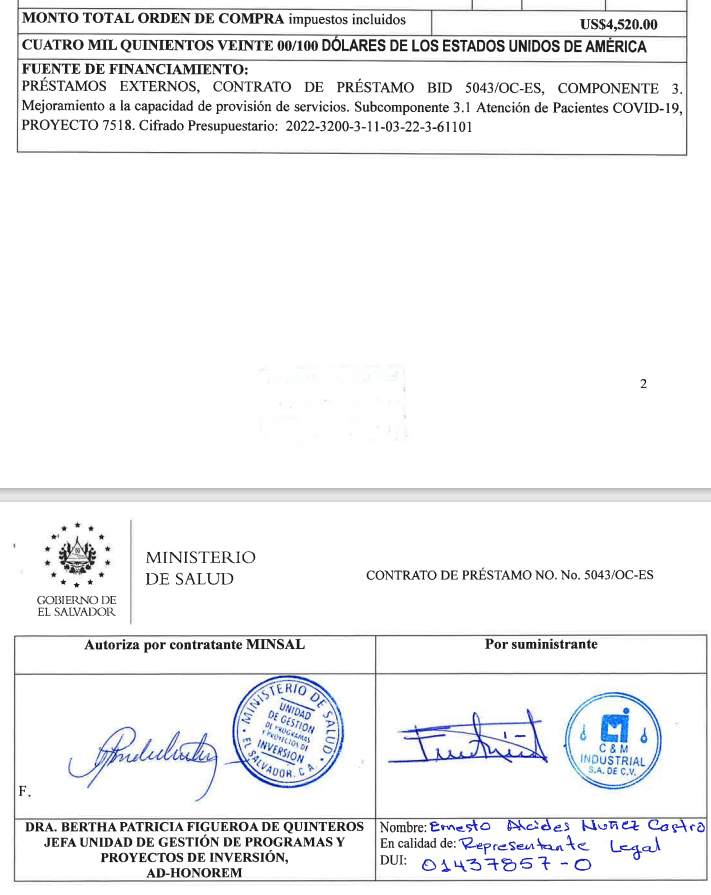 MONTO TOTAL ORDEN DE COMPRA impuestos incluidos US$4,520.00
CUATRO MIL QUINIENTOS VEINTE 00/100 DÓLARES DE LOS ESTADOS UNIDOS DE AMÉRICA
FUENTE DE FINANCIAMIENTO:
PRÉSTAMOS EXTERNOS, CONTRATO DE PRÉSTAMO BID 5043/OC-ES, COMPONENTE 3.
Mejoramiento a la capacidad de provisión de servicios. Subcomponente 3.1 Atención de Pacientes COVID-19,
PROYECTO 7518. Cifrado Presupuestario: 2022-3200-3-11-03-22-3-61101
2
GOBIERNO DE
EL SALVADOR
MINISTERIO
DE SALUD
CONTRATO DE PRÉSTAMO NO. No. 5043/OC-ES
Autoriza por contratante MINSAL
Por suministrante
MINISTERIO DE SALUD
UNIDAD
DE GESTIÓN
DE PROGRAMAS
Y PROYECTOS DE
INVERSIÓN
EL SALVADOR, C.A.
C & M
INDUSTRIAL
S.A. DE C.V.
F.
DRA. BERTHA PATRICIA FIGUEROA DE QUINTEROS
JEFA UNIDAD DE GESTIÓN DE PROGRAMAS Y
PROYECTOS DE INVERSIÓN,
AD-HONOREM
Nombre: Ernesto Alcides Nuñez Castro
En calidad de: Representante Legal
DUI: 01437857-0